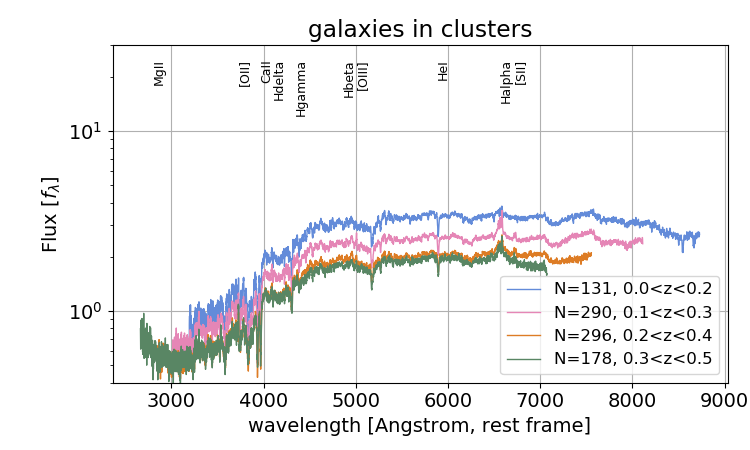 galaxies in clusters
MgII
[OII]
CaII
Hdelta
Hgamma
Hbeta
[OIII]
HeI
Halpha
[SII]
10¹
10⁰
Flux [fλ]
N=131, 0.0<z<0.2
N=290, 0.1<z<0.3
N=296, 0.2<z<0.4
N=178, 0.3<z<0.5
3000 4000 5000 6000 7000 8000 9000
wavelength [Angstrom, rest frame]